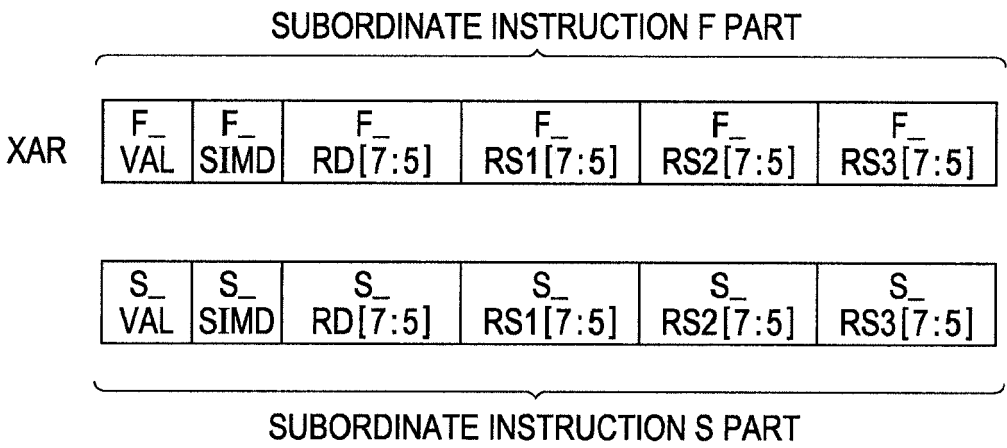 SUBORDINATE INSTRUCTION F PART
XAR
F_ F_ F_ F_ F_ F_
VAL SIMD RD[7:5] RS1[7:5] RS2[7:5] RS3[7:5]
S_ S_ S_ S_ S_ S_
VAL SIMD RD[7:5] RS1[7:5] RS2[7:5] RS3[7:5]
SUBORDINATE INSTRUCTION S PART